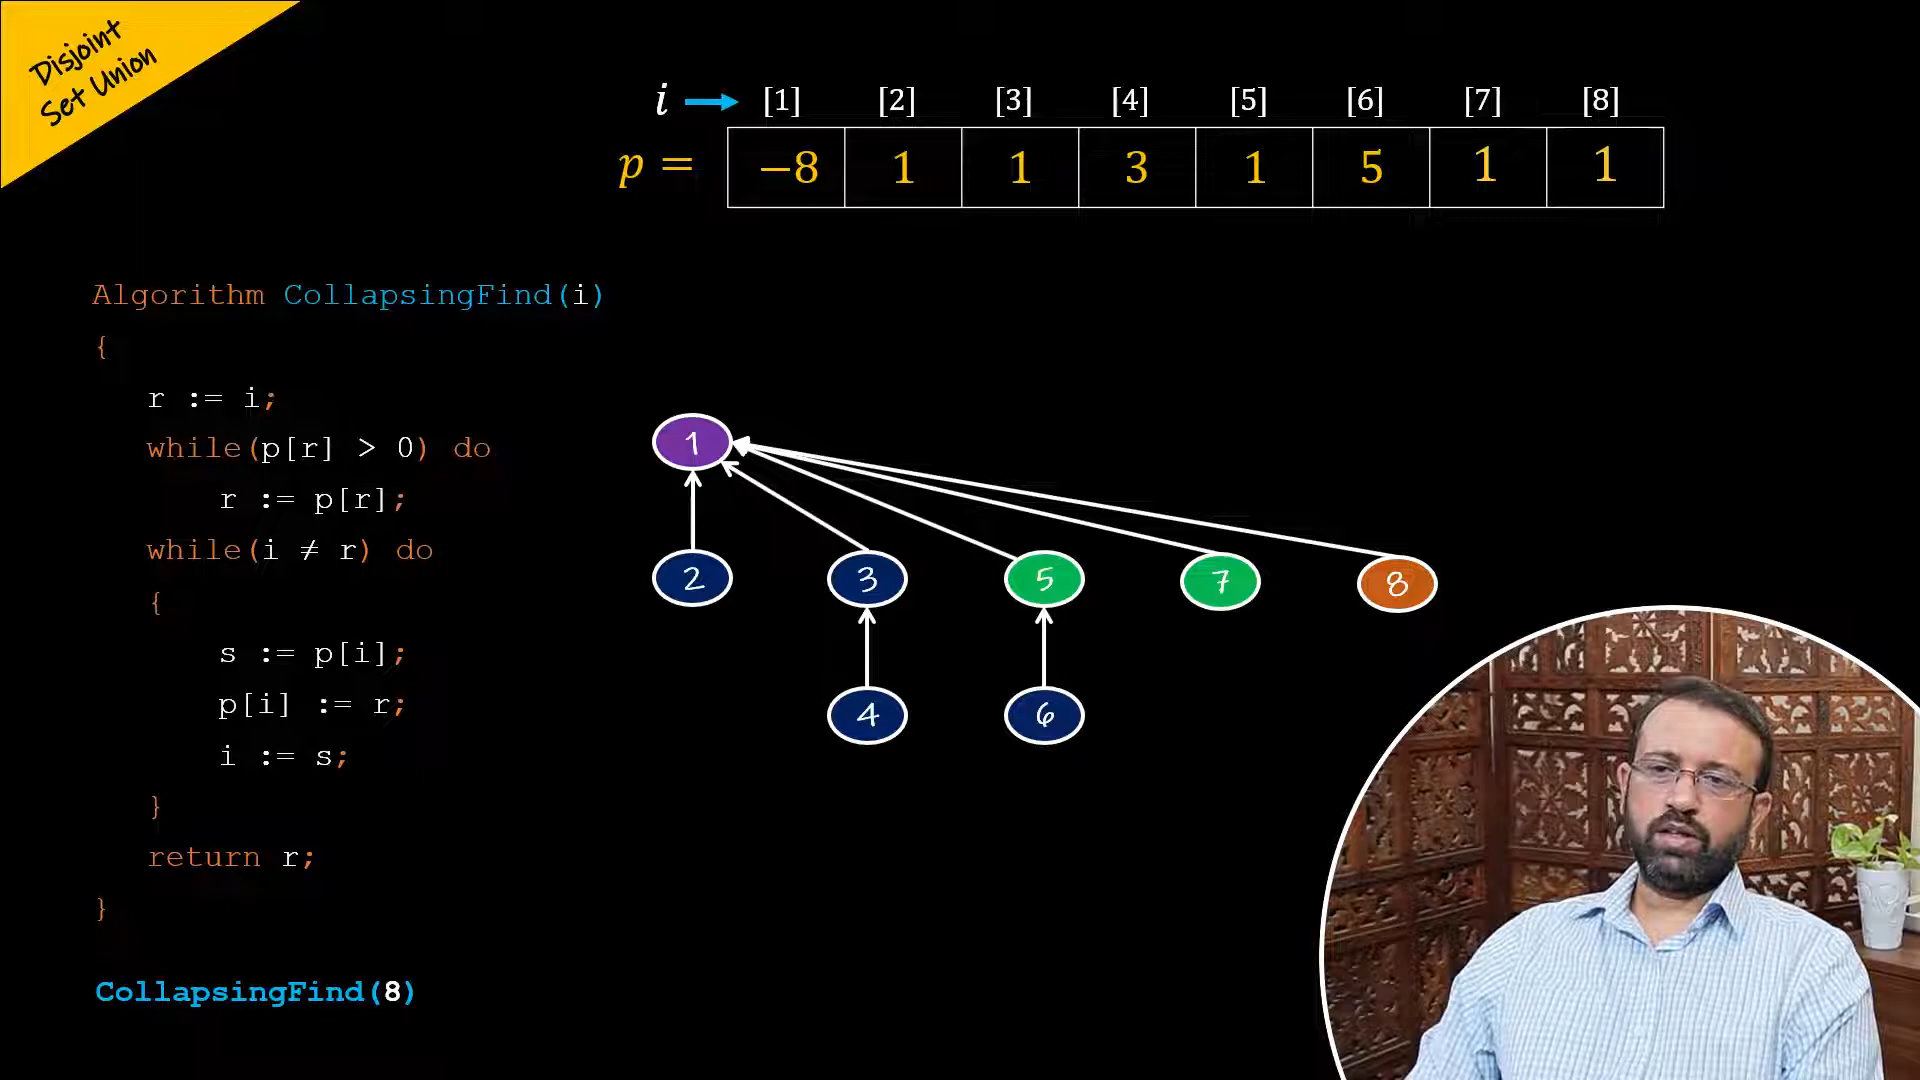 Disjoint
Set Union
i [1] [2] [3] [4] [5] [6] [7] [8]
p = −8 1 1 3 1 5 1 1
Algorithm CollapsingFind(i)
{
r := i;
while(p[r] > 0) do
r := p[r];
while(i ≠ r) do
{
s := p[i];
p[i] := r;
i := s;
}
return r;
}
CollapsingFind(8)
1
2 3 5 7 8
4 6